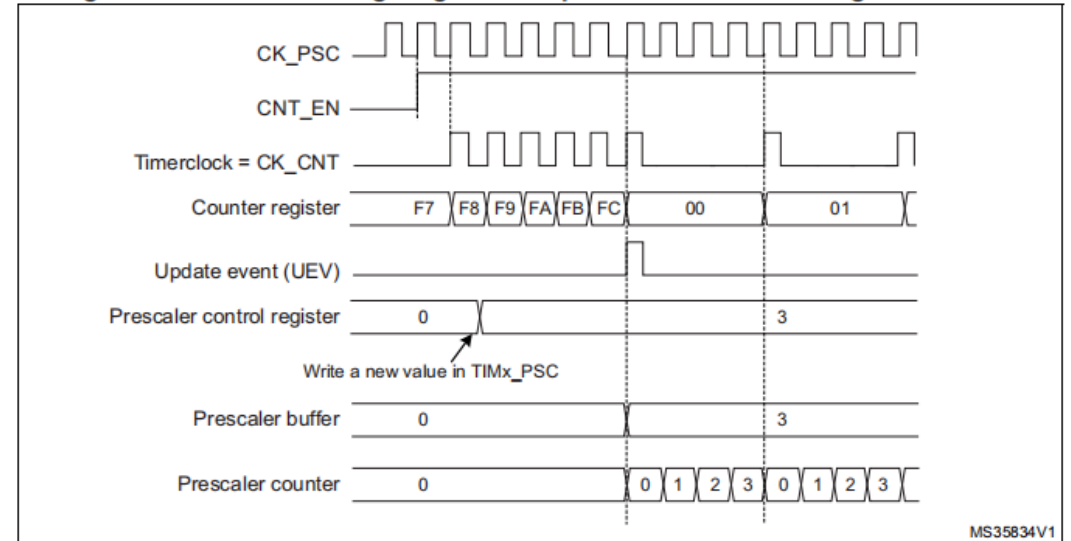 CK_PSC
CNT_EN
Timerclock = CK_CNT
Counter register F7 F8 F9 FA FB FC 00 01
Update event (UEV)
Prescaler control register 0 3
Write a new value in TIMx_PSC
Prescaler buffer 0 3
Prescaler counter 0 0 1 2 3 0 1 2 3
MS35834V1